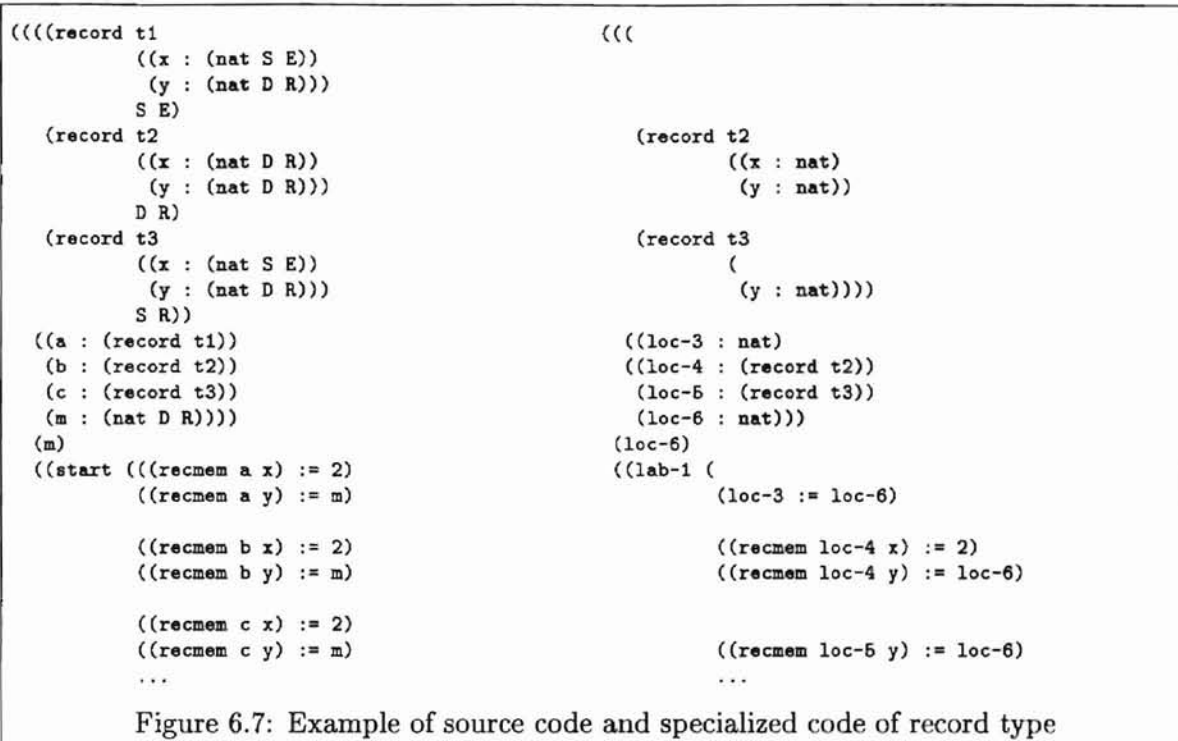 ((((record t1                                (((
          ((x : (nat S E))
           (y : (nat D R)))
          S E)
   (record t2                                   (record t2
          ((x : (nat D R))                             ((x : nat)
           (y : (nat D R)))                             (y : nat))
          D R)
   (record t3                                   (record t3
          ((x : (nat S E))                             (
           (y : (nat D R)))                             (y : nat))))
          S R))
  ((a : (record t1))                           ((loc-3 : nat)
   (b : (record t2))                           ((loc-4 : (record t2))
   (c : (record t3))                            (loc-5 : (record t3))
   (m : (nat D R))))                            (loc-6 : nat)))
  (m)                                         (loc-6)
  ((start (((recmem a x) := 2)                ((lab-1 (
          ((recmem a y) := m)                         (loc-3 := loc-6)
          ((recmem b x) := 2)                         ((recmem loc-4 x) := 2)
          ((recmem b y) := m)                         ((recmem loc-4 y) := loc-6)
          ((recmem c x) := 2)
          ((recmem c y) := m)                         ((recmem loc-5 y) := loc-6)
          ...                                         ...
Figure 6.7: Example of source code and specialized code of record type